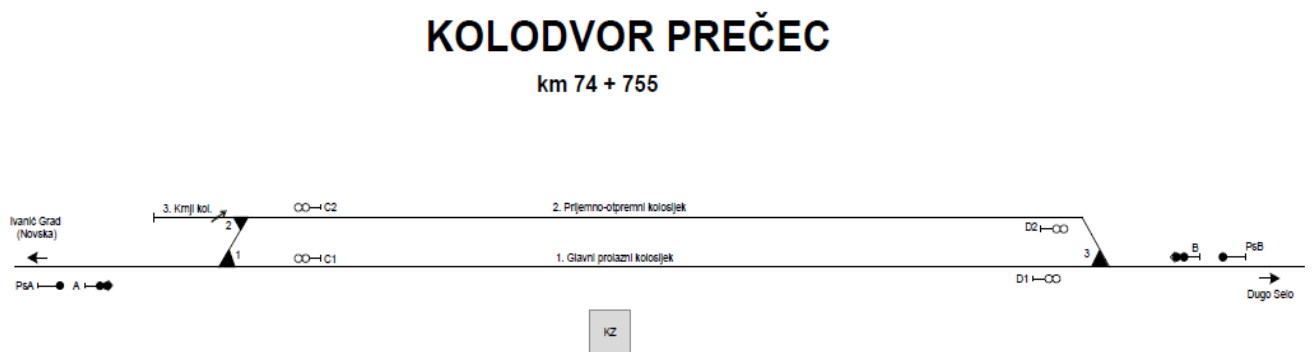 KOLODVOR PREČEC
km 74 + 755
3. Krnji kol.
C2
2. Prijemno-otpremni kolosijek
Ivanić Grad
(Novska)
2
D2
1
C1
1. Glavni prolazni kolosijek
3
B
PsB
PsA
A
D1
Dugo Selo
KZ